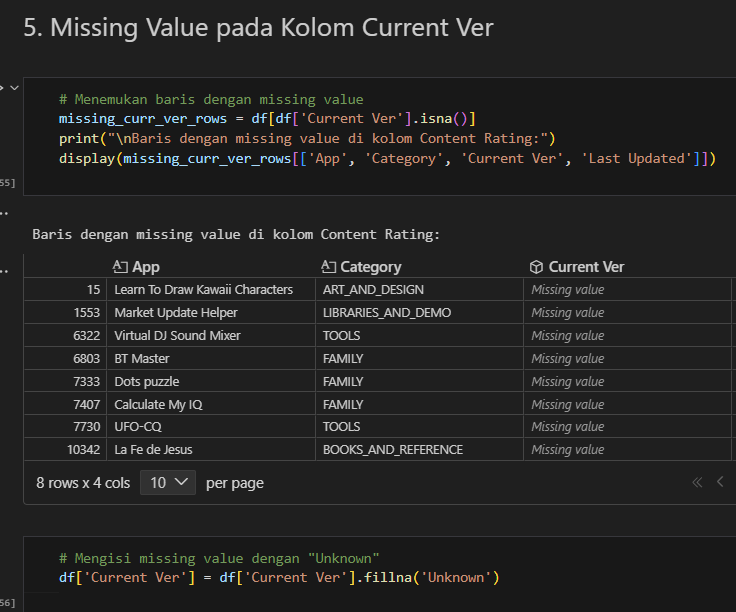 5. Missing Value pada Kolom Current Ver
# Menemukan baris dengan missing value
missing_curr_ver_rows = df[df['Current Ver'].isna()]
print("\nBaris dengan missing value di kolom Content Rating:")
display(missing_curr_ver_rows[['App', 'Category', 'Current Ver', 'Last Updated']])
55]
Baris dengan missing value di kolom Content Rating:
App Category Current Ver
15 Learn To Draw Kawaii Characters ART_AND_DESIGN Missing value
1553 Market Update Helper LIBRARIES_AND_DEMO Missing value
6322 Virtual DJ Sound Mixer TOOLS Missing value
6803 BT Master FAMILY Missing value
7333 Dots puzzle FAMILY Missing value
7407 Calculate My IQ FAMILY Missing value
7730 UFO-CQ TOOLS Missing value
10342 La Fe de Jesus BOOKS_AND_REFERENCE Missing value
8 rows x 4 cols 10 per page
# Mengisi missing value dengan "Unknown"
df['Current Ver'] = df['Current Ver'].fillna('Unknown')
56]